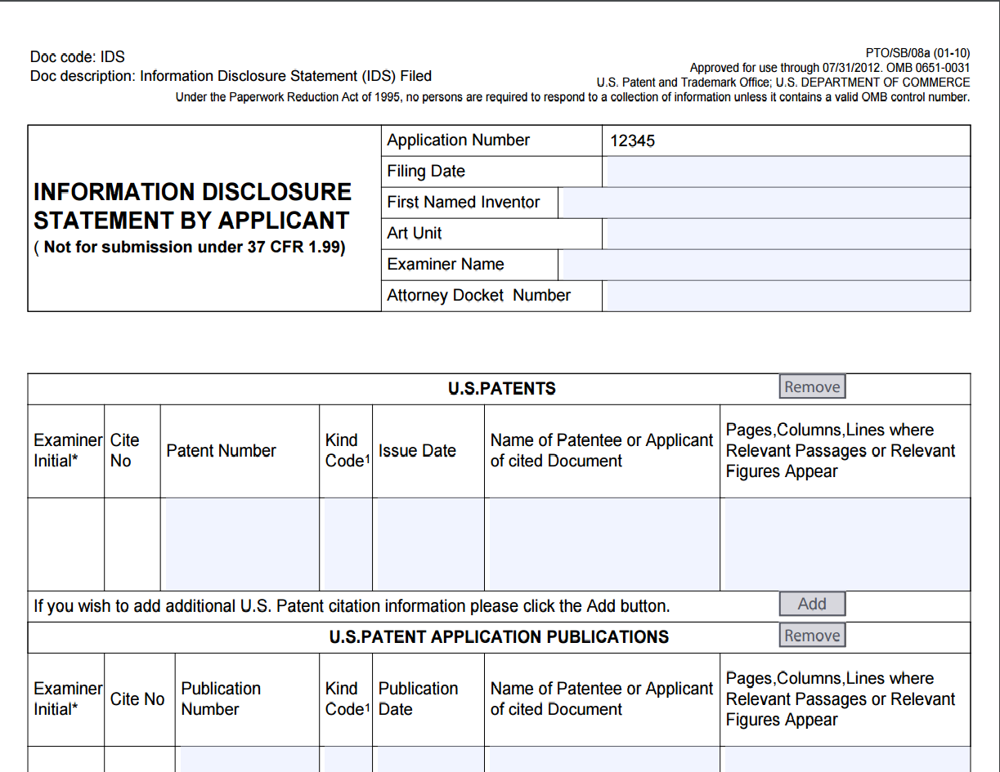 Doc code: IDS
Doc description: Information Disclosure Statement (IDS) Filed
PTO/SB/08a (01-10)
Approved for use through 07/31/2012. OMB 0651-0031
U.S. Patent and Trademark Office; U.S. DEPARTMENT OF COMMERCE
Under the Paperwork Reduction Act of 1995, no persons are required to respond to a collection of information unless it contains a valid OMB control number.
INFORMATION DISCLOSURE
STATEMENT BY APPLICANT
( Not for submission under 37 CFR 1.99)
Application Number 12345
Filing Date
First Named Inventor
Art Unit
Examiner Name
Attorney Docket Number
U.S.PATENTS Remove
Examiner
Initial*
Cite
No
Patent Number
Kind
Code1
Issue Date
Name of Patentee or Applicant
of cited Document
Pages,Columns,Lines where
Relevant Passages or Relevant
Figures Appear
If you wish to add additional U.S. Patent citation information please click the Add button. Add
U.S.PATENT APPLICATION PUBLICATIONS Remove
Examiner
Initial*
Cite No
Publication
Number
Kind
Code1
Publication
Date
Name of Patentee or Applicant
of cited Document
Pages,Columns,Lines where
Relevant Passages or Relevant
Figures Appear